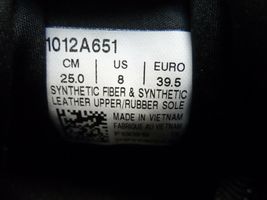 1012A651
CM US EURO
25.0 8 39.5
SYNTHETIC FIBER & SYNTHETIC
LEATHER UPPER/RUBBER SOLE
MADE IN VIETNAM
FABRIQUE AU VIETNAM